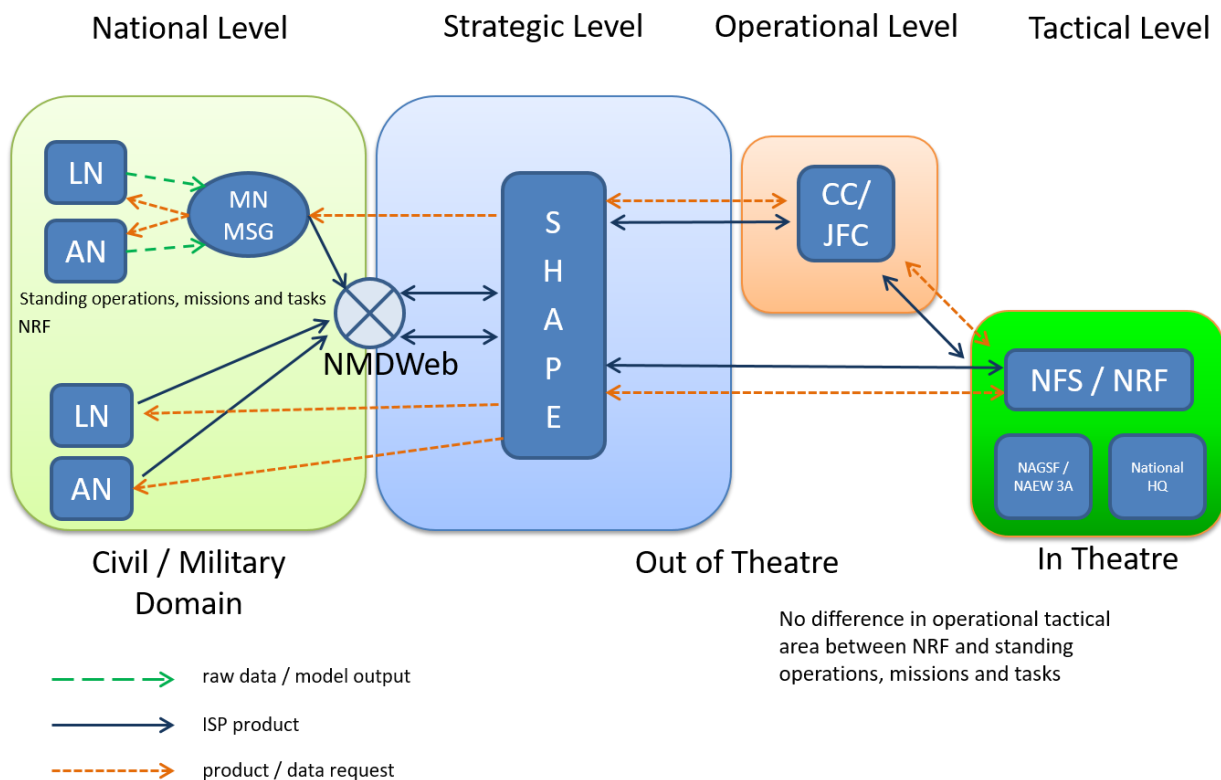 National Level
Strategic Level
Operational Level
Tactical Level
LN
AN
MN
MSG
Standing operations, missions and tasks
NRF
NMDWeb
LN
AN
S
H
A
P
E
CC/
JFC
NFS / NRF
NAGSF /
NAEW 3A
National
HQ
Civil / Military
Domain
Out of Theatre
In Theatre
No difference in operational tactical
area between NRF and standing
operations, missions and tasks
raw data / model output
ISP product
product / data request